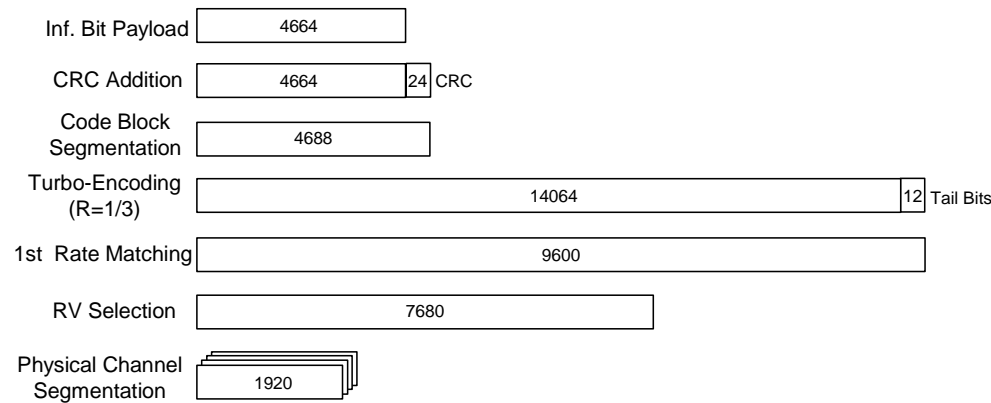 Inf. Bit Payload 4664
CRC Addition 4664 24 CRC
Code Block
Segmentation 4688
Turbo-Encoding
(R=1/3) 14064 12 Tail Bits
1st Rate Matching 9600
RV Selection 7680
Physical Channel
Segmentation 1920